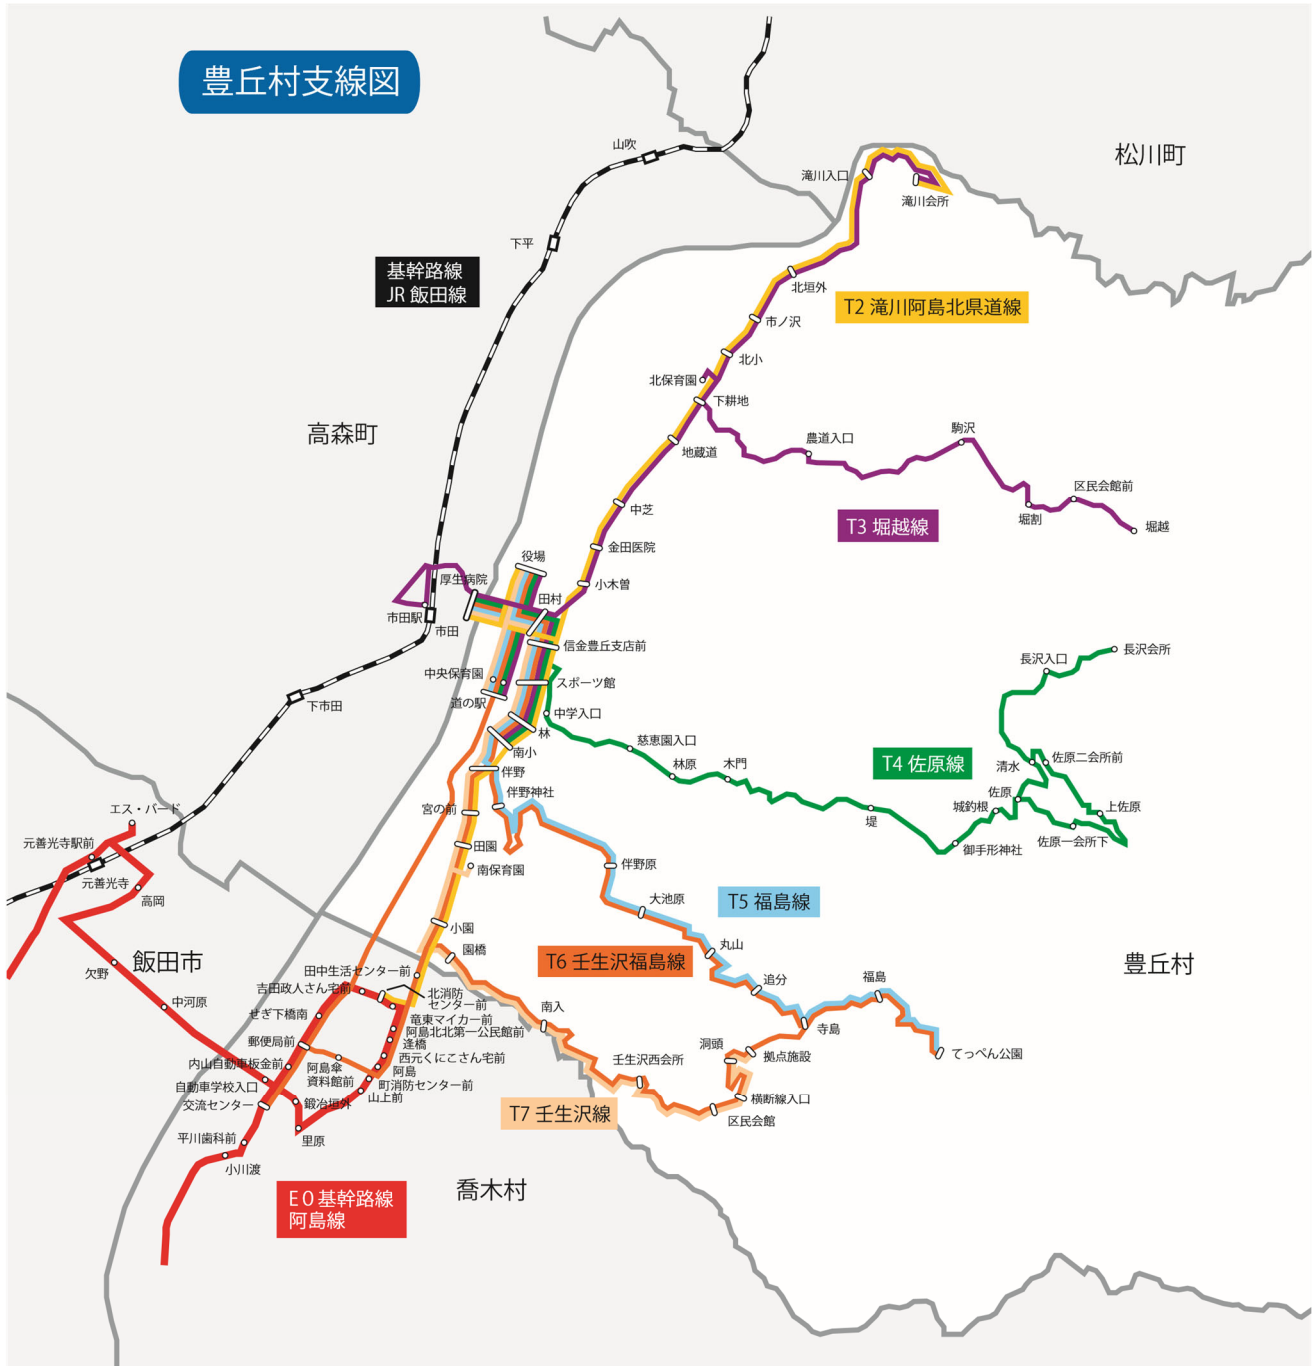 豊丘村支線図
松川町
山吹
滝川入口
滝川会所
下平
基幹路線
JR 飯田線
北垣外
T2 滝川阿島北県道線
市ノ沢
北小
北保育園
下耕地
高森町
地蔵道
農道入口
駒沢
区民会館前
堀割
堀越
T3 堀越線
中芝
金田医院
役場
厚生病院
小木曽
田村
市田駅
市田
信金豊丘支店前
中央保育園
スポーツ館
道の駅
下市田
中学入口
林
南小
慈恵園入口
林原
木門
T4 佐原線
長沢入口
長沢会所
清水
佐原二会所前
佐原
城釣根
上佐原
佐原一会所下
堤
御手形神社
伴野
伴野神社
エス・バード
宮の前
元善光寺駅前
田園
南保育園
元善光寺
高岡
伴野原
大池原
T5 福島線
小園
丸山
園橋
T6 壬生沢福島線
豊丘村
飯田市
欠野
田中生活センター前
追分
福島
吉田政人さん宅前
北消防
センター前
中河原
せぎ下橋南
竜東マイカー前
南入
寺島
阿島北北第一公民館前
郵便局前
逢橋
洞頭
拠点施設
てっぺん公園
西元くにこさん宅前
壬生沢西会所
内山自動車板金前
阿島傘
資料館前
阿島
自動車学校入口
町消防センター前
山上前
横断線入口
交流センター
鍛冶垣外
T7 壬生沢線
区民会館
平川歯科前
里原
小川渡
喬木村
E0 基幹路線
阿島線